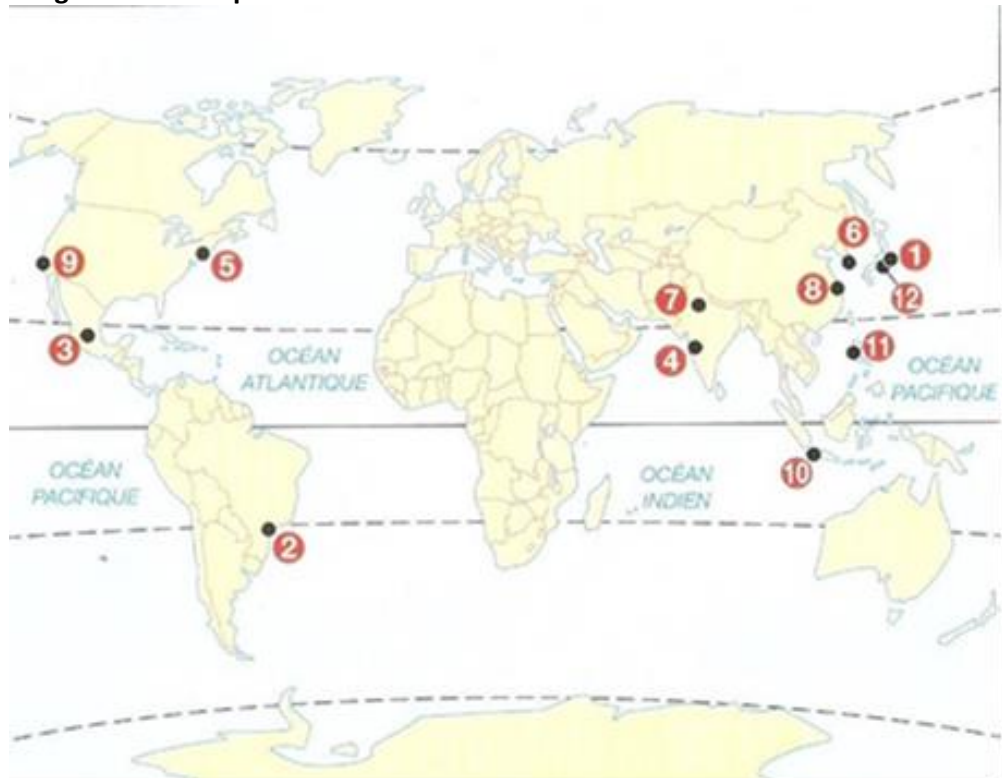 6
1
9
5
7
8
12
3
OCÉAN
ATLANTIQUE
4
11
OCÉAN
PACIFIQUE
OCÉAN
PACIFIQUE
10
OCÉAN
INDIEN
2